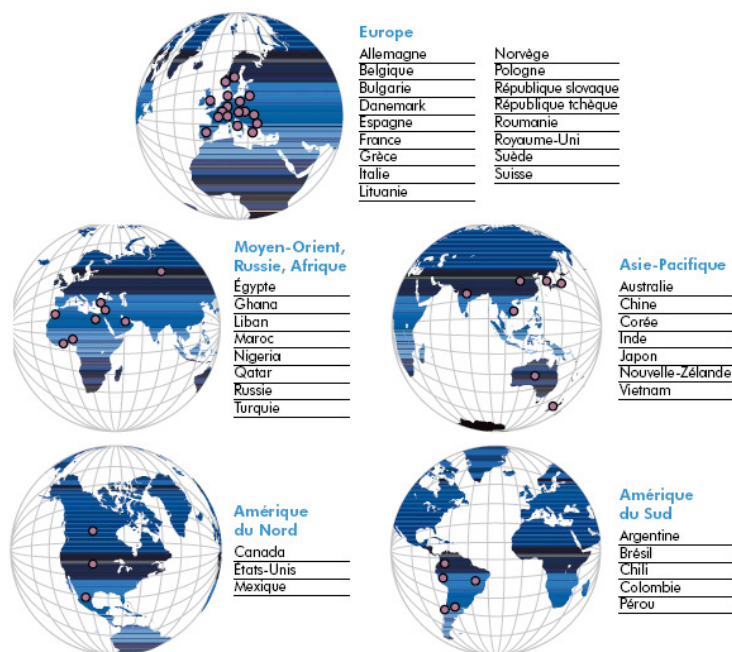 Europe
Allemagne
Belgique
Bulgarie
Danemark
Espagne
France
Grèce
Italie
Lituanie
Norvège
Pologne
République slovaque
République tchèque
Roumanie
Royaume-Uni
Suède
Suisse
Moyen-Orient,
Russie, Afrique
Égypte
Ghana
Liban
Maroc
Nigeria
Qatar
Russie
Turquie
Asie-Pacifique
Australie
Chine
Corée
Inde
Japon
Nouvelle-Zélande
Vietnam
Amérique
du Nord
Canada
États-Unis
Mexique
Amérique
du Sud
Argentine
Brésil
Chili
Colombie
Pérou